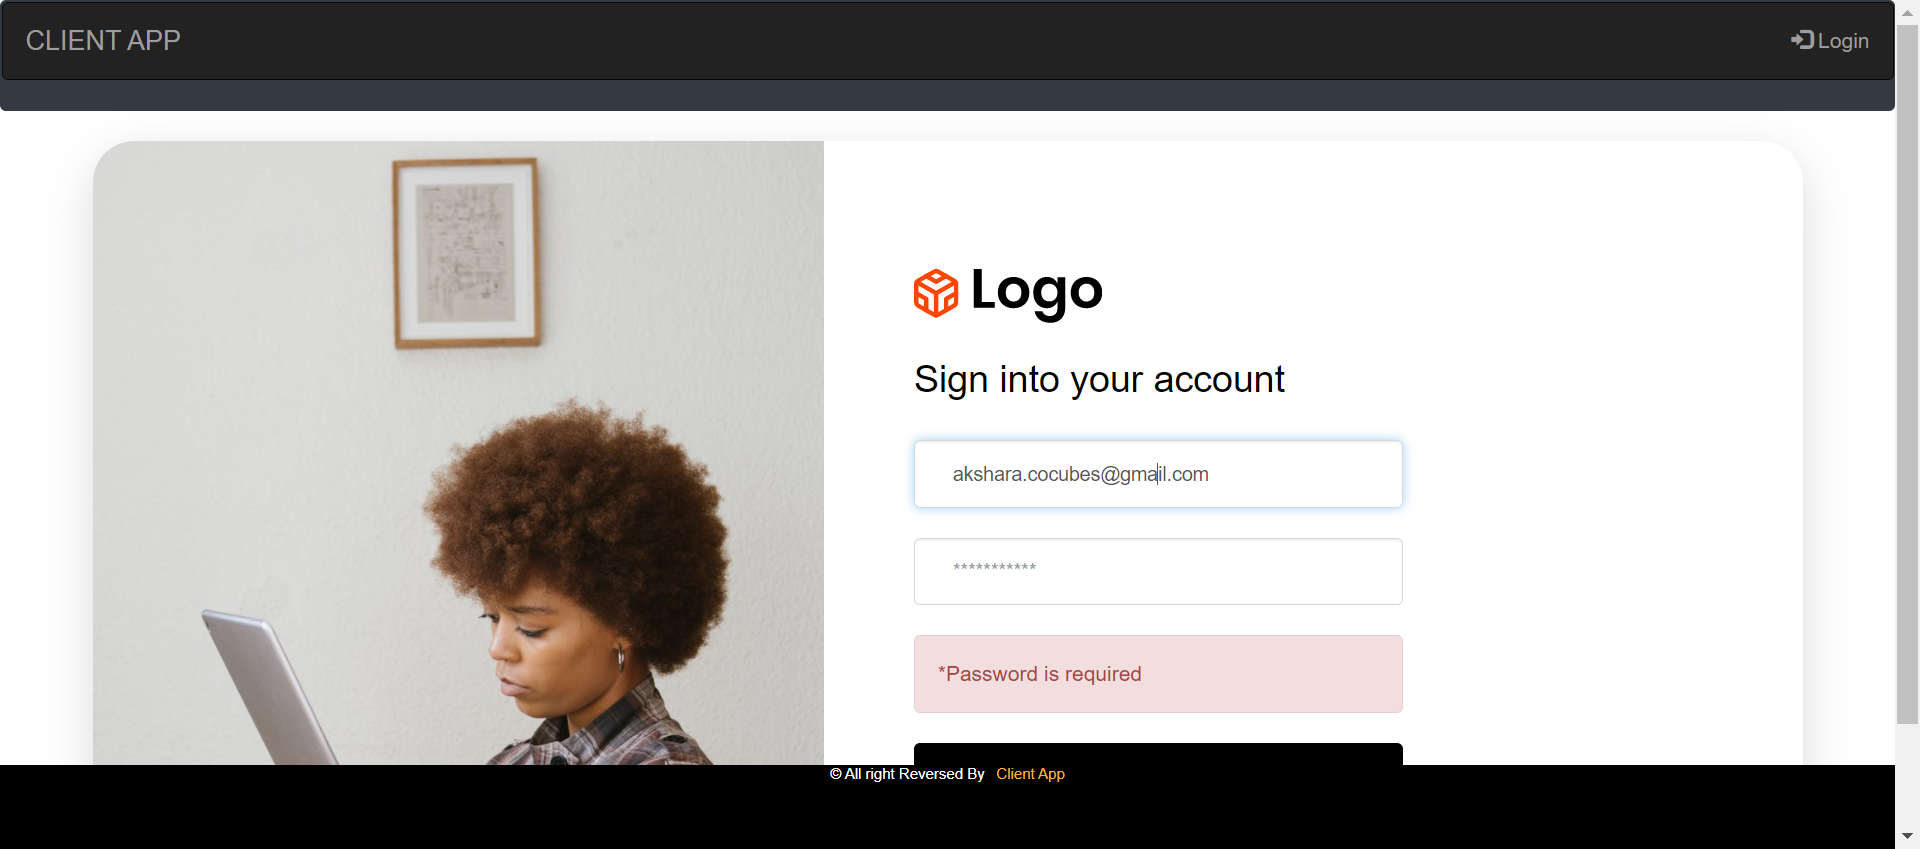 CLIENT APP
Login
Logo
Sign into your account
akshara.cocubes@gmail.com
***********
*Password is required
© All right Reversed By Client App